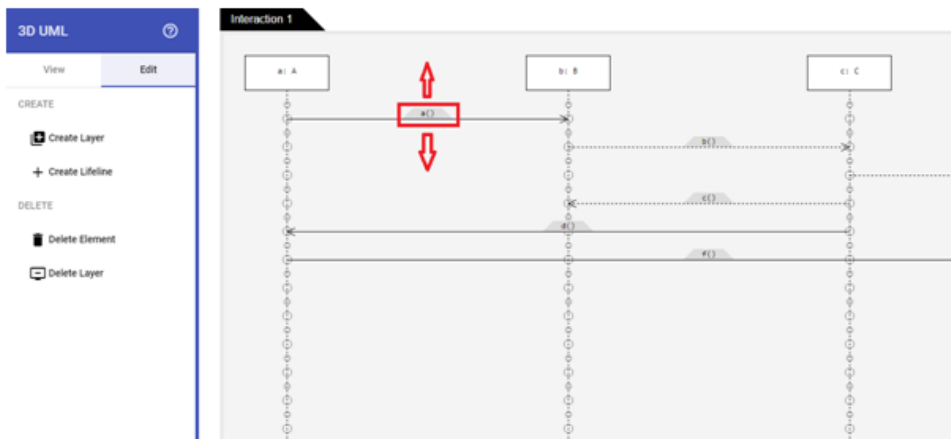 3D UML
View Edit
CREATE
Create Layer
Create Lifeline
DELETE
Delete Element
Delete Layer
Interaction 1
a: A
b: B
c: C
a()
b()
c()
d()
f()